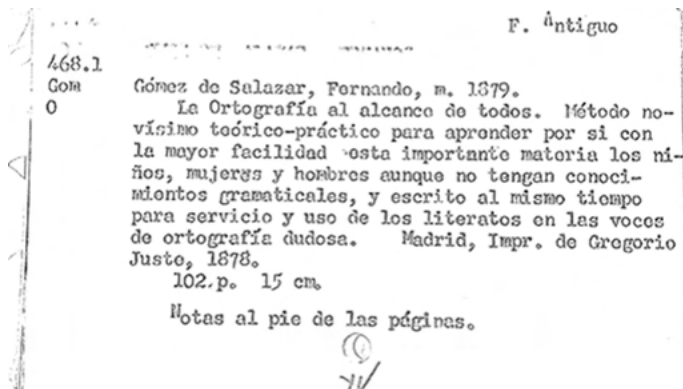 F. Antiguo
468.1
Gom Gómez de Salazar, Fernando, m. 1879.
O La Ortografía al alcance de todos. Método no-
vísimo teórico-práctico para aprender por si con
la mayor facilidad esta importante materia los ni-
ños, mujeres y hombres aunque no tengan conoci-
mientos gramaticales, y escrito al mismo tiempo
para servicio y uso de los literatos en las voces
de ortografía dudosa. Madrid, Impr. de Gregorio
Juste, 1878.
102.p. 15 cm.
Notas al pie de las páginas.